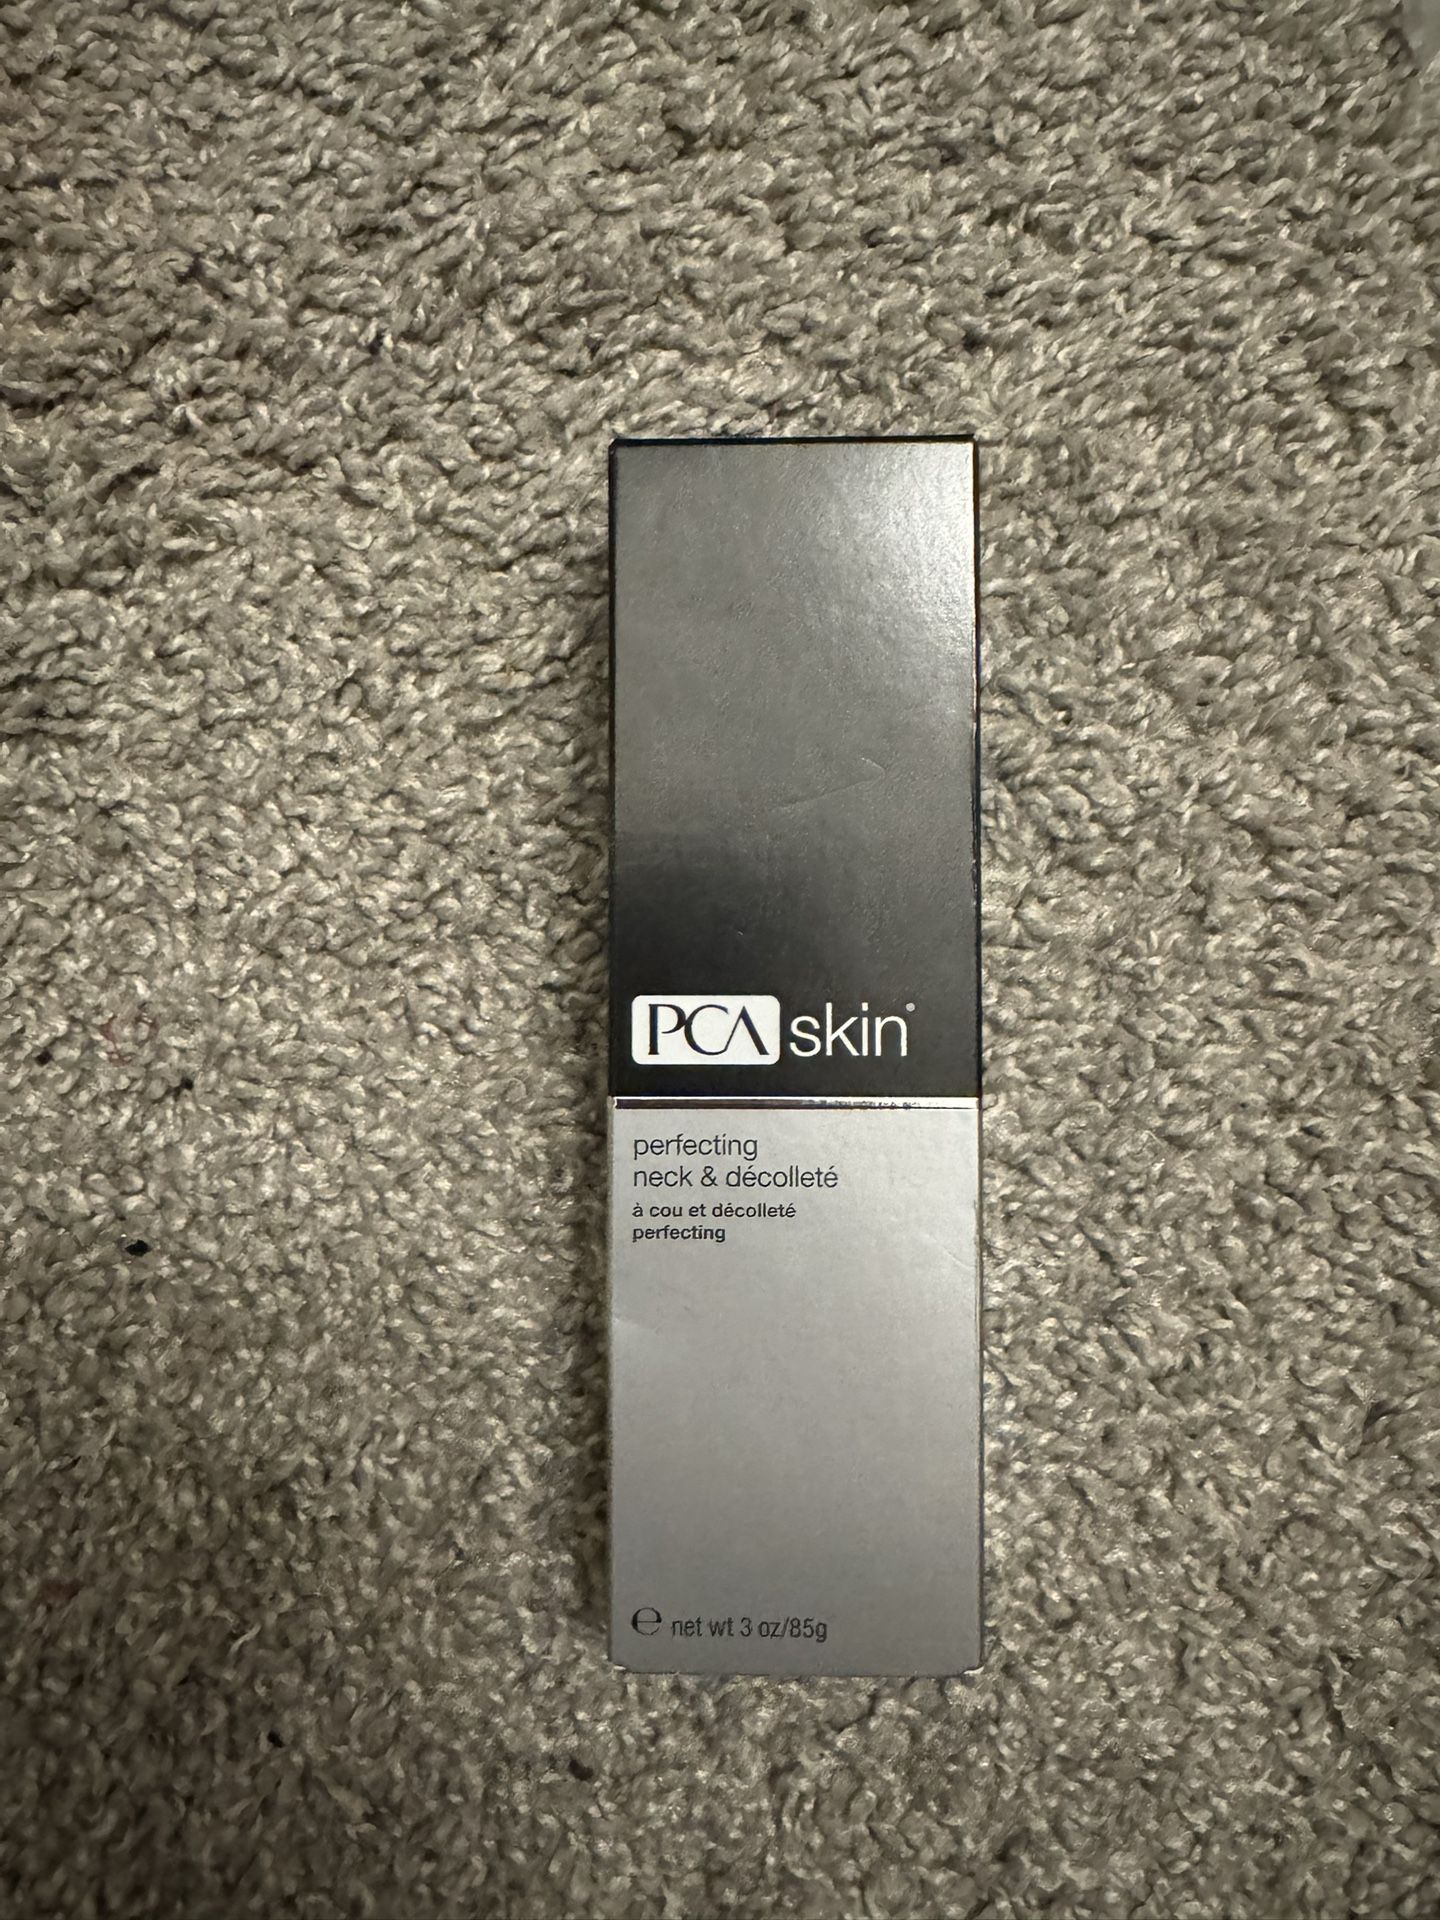 PCA skin®
perfecting
neck & décolleté
à cou et décolleté
perfecting
℮ net wt 3 oz/85g